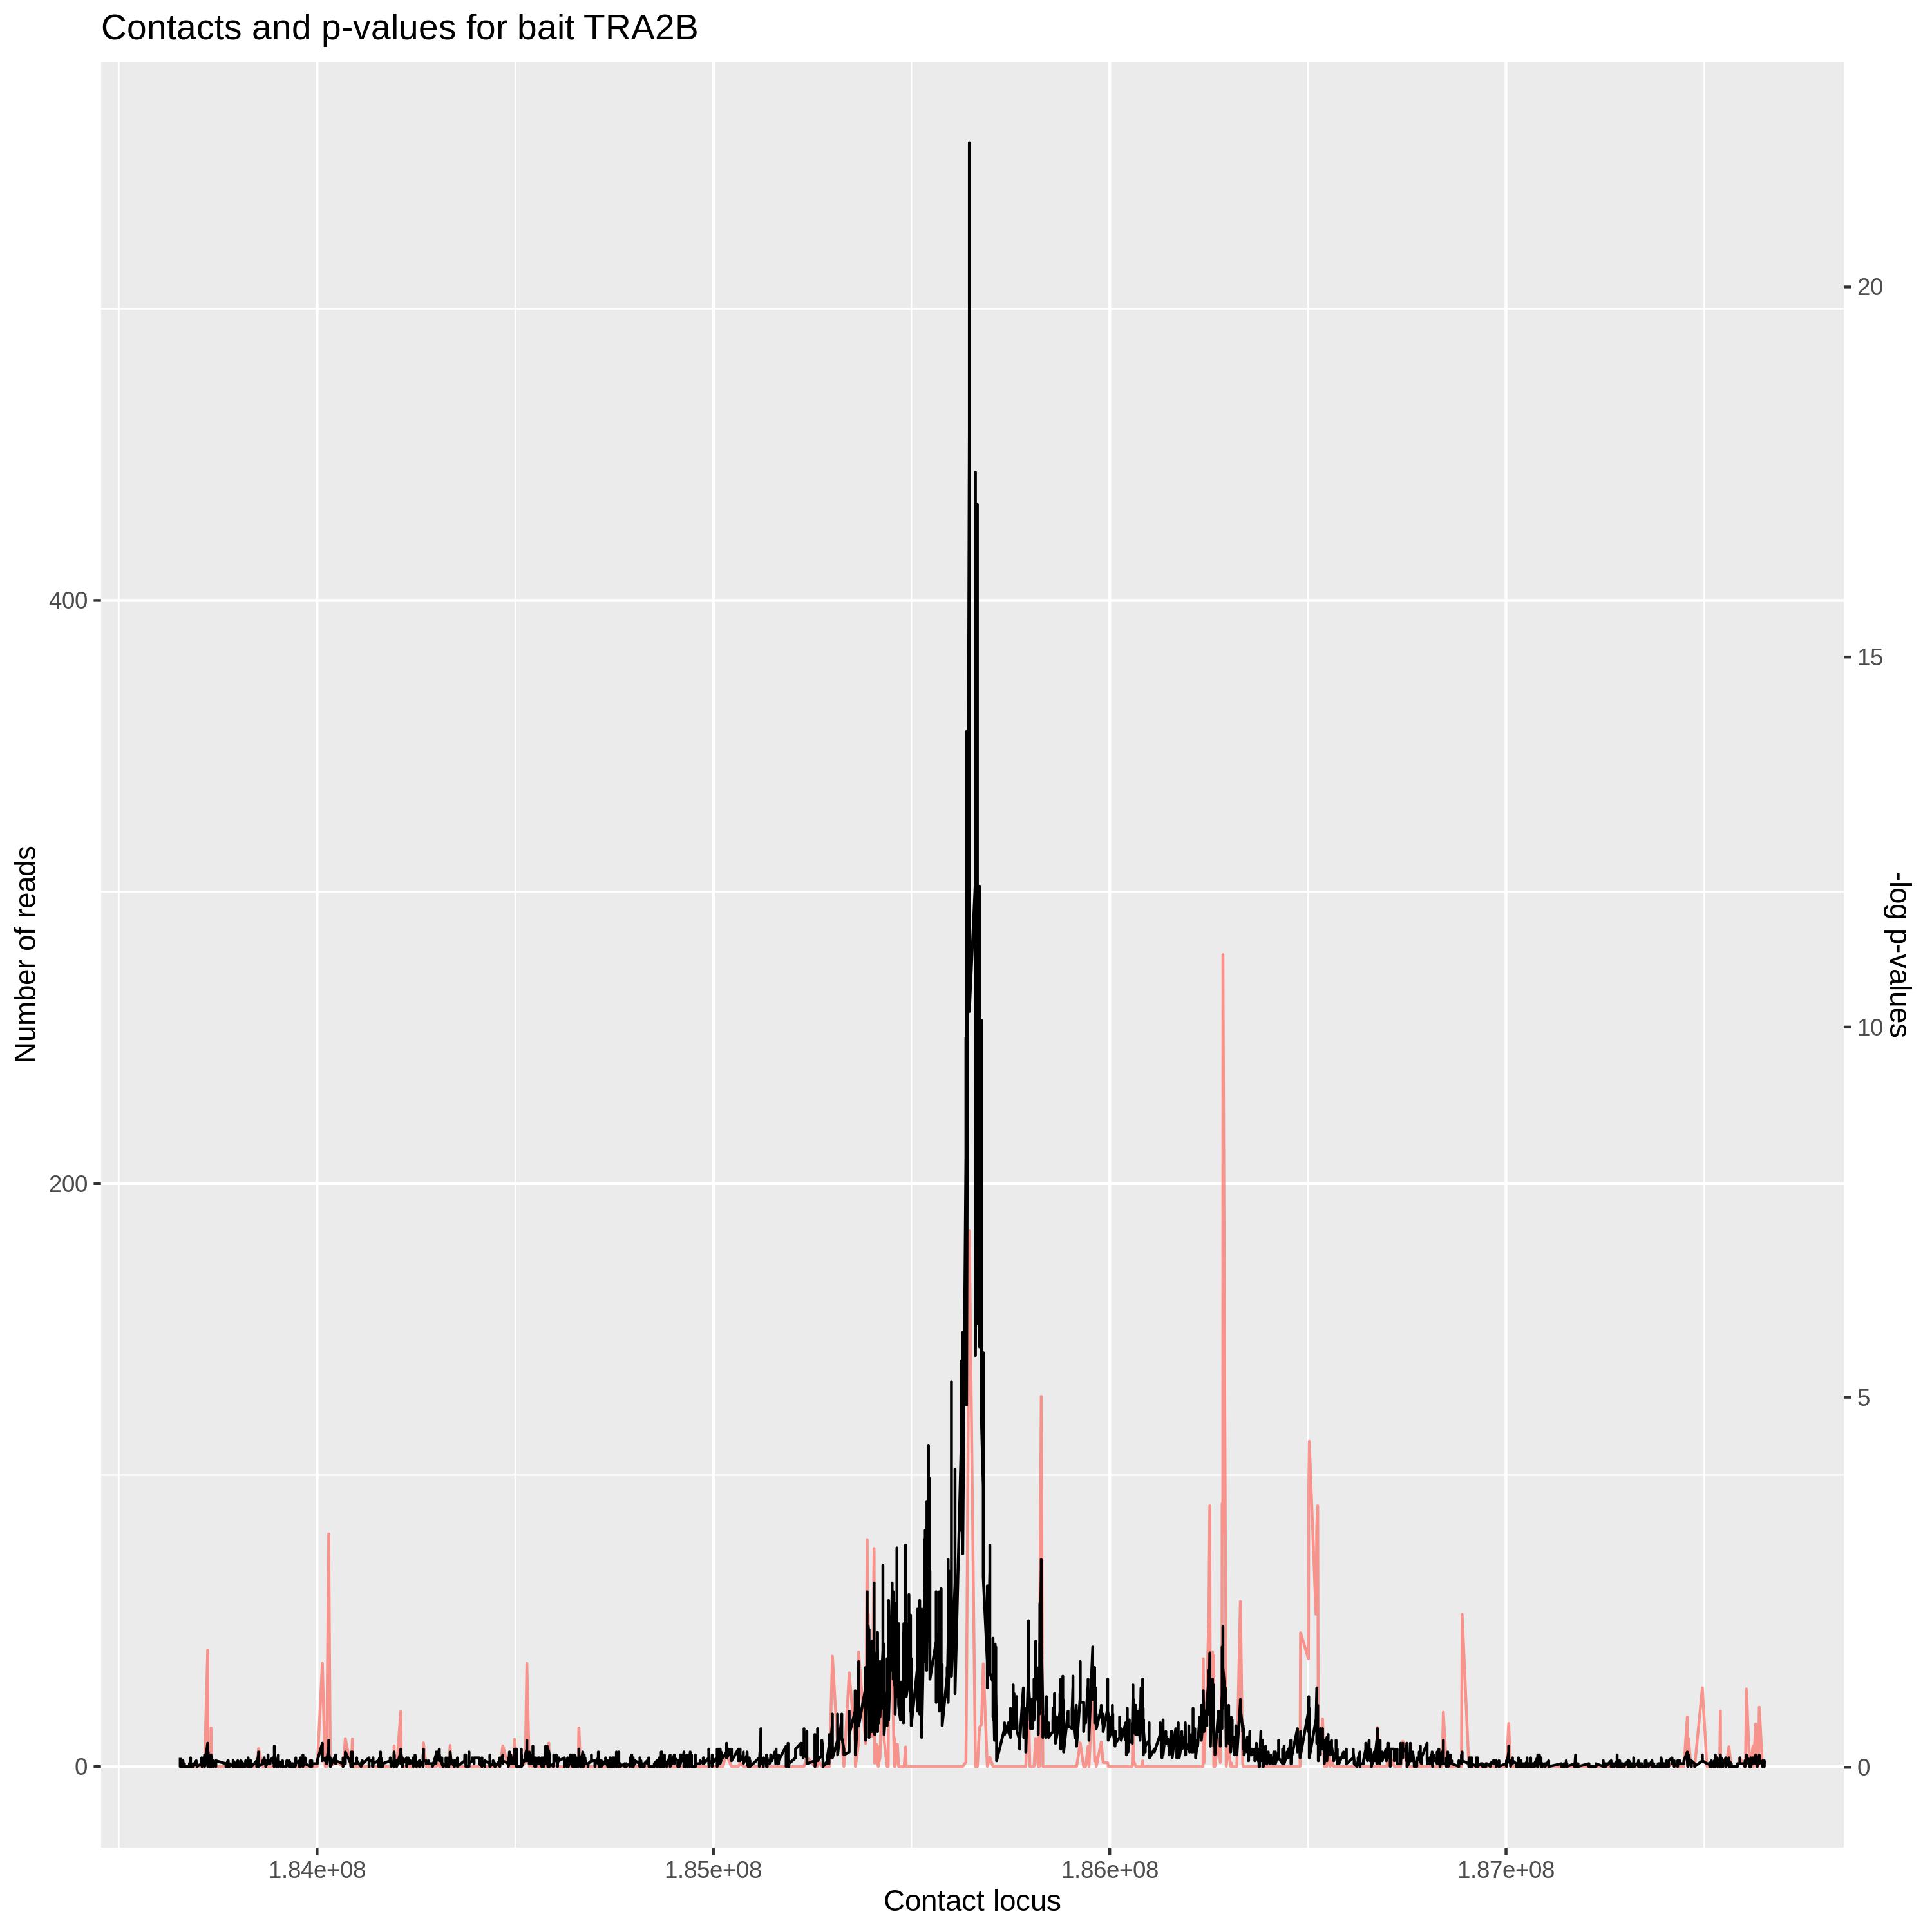 Contacts and p-values for bait TRA2B
Number of reads
400
200
0
20
15
10
5
0
-log p-values
1.84e+08
1.85e+08
1.86e+08
1.87e+08
Contact locus